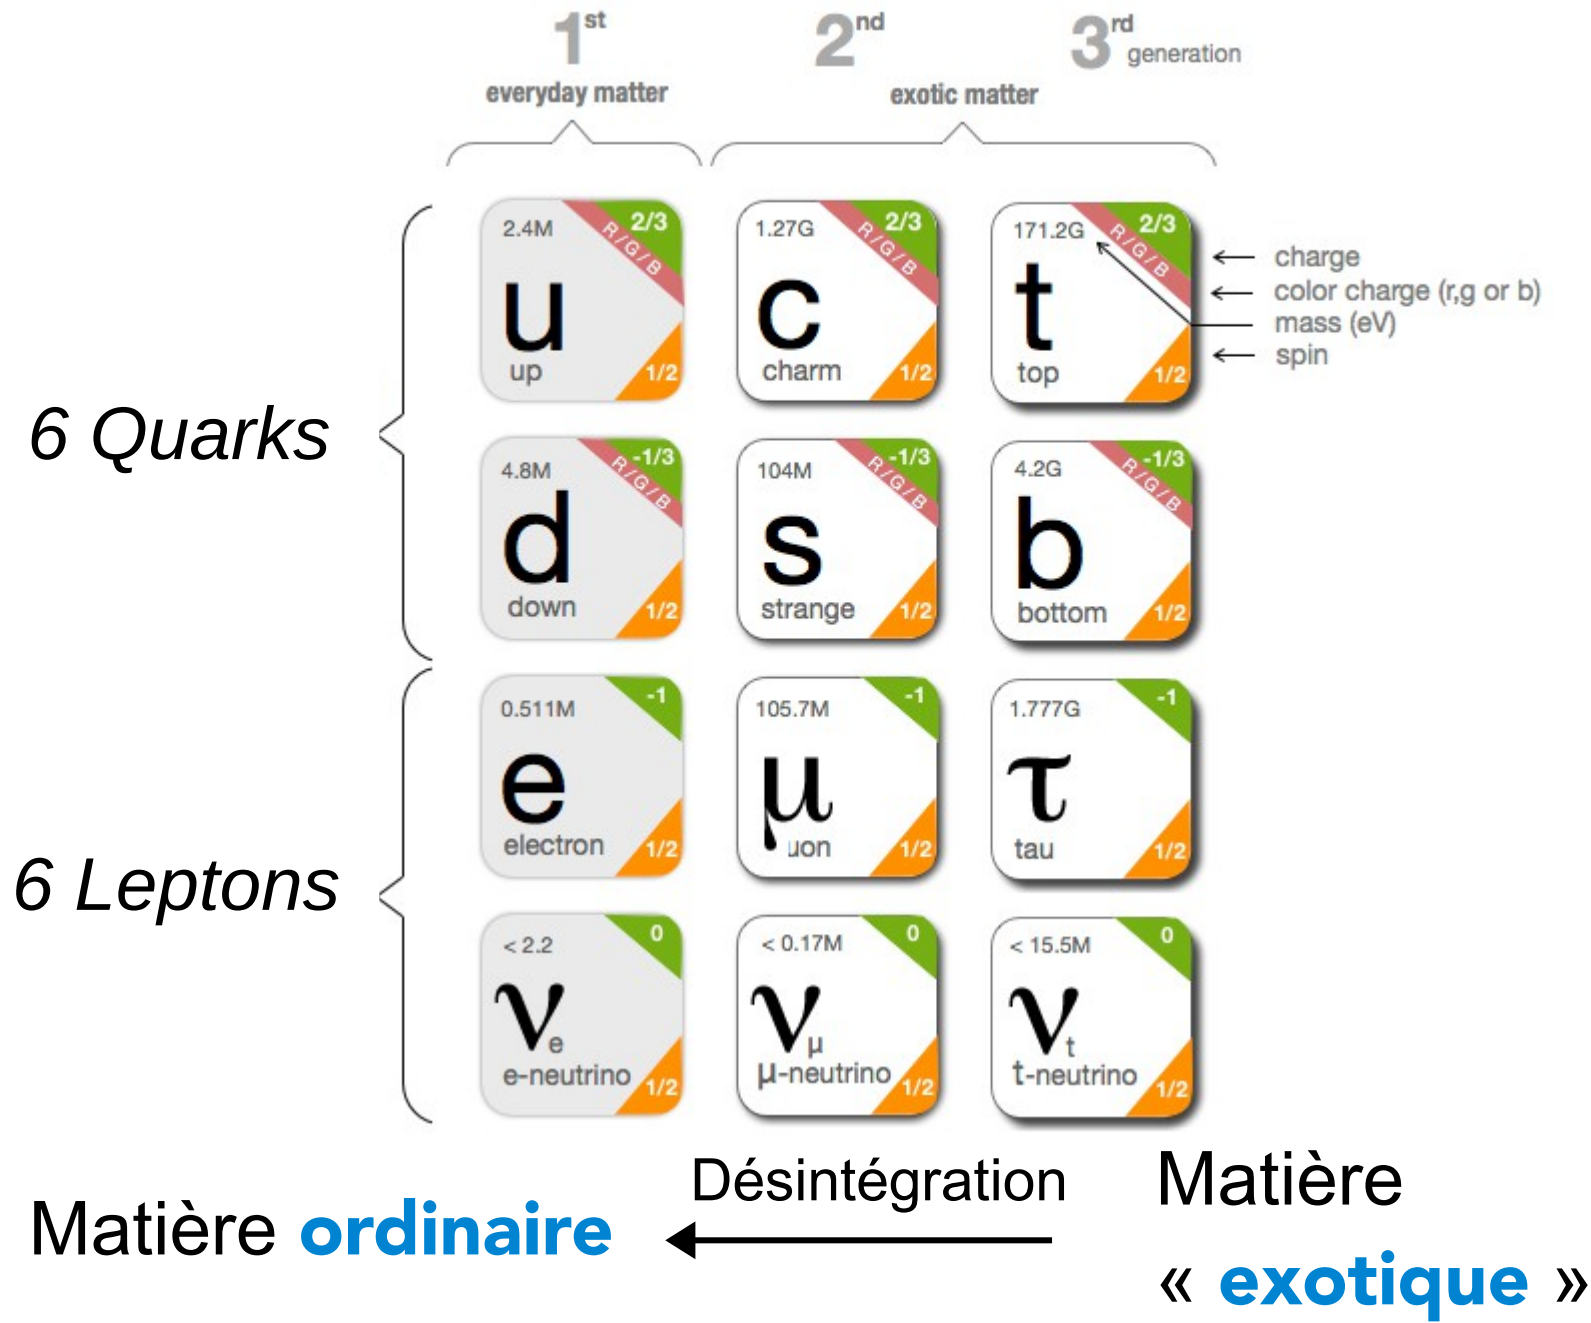 1st 2nd 3rd generation
everyday matter exotic matter
2.4M 2/3 R/G/B u up 1/2
1.27G 2/3 R/G/B c charm 1/2
171.2G 2/3 R/G/B t top 1/2
charge
color charge (r,g or b)
mass (eV)
spin
6 Quarks
4.8M -1/3 R/G/B d down 1/2
104M -1/3 R/G/B s strange 1/2
4.2G -1/3 R/G/B b bottom 1/2
0.511M -1 e electron 1/2
105.7M -1 μ uon 1/2
1.777G -1 τ tau 1/2
6 Leptons
< 2.2 0 νe e-neutrino 1/2
< 0.17M 0 νμ μ-neutrino 1/2
< 15.5M 0 νt t-neutrino 1/2
Désintégration
Matière ordinaire
Matière
« exotique »